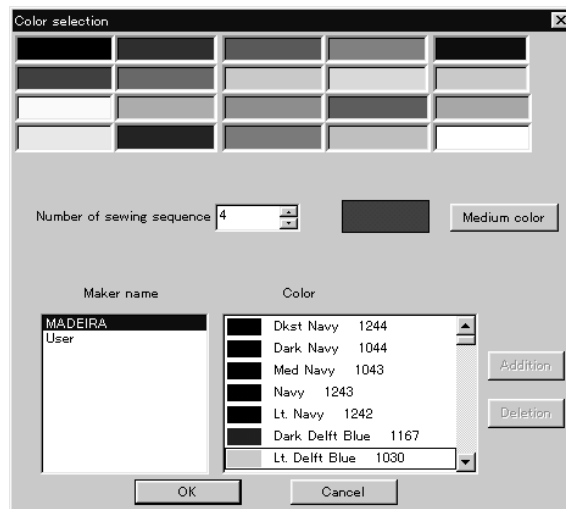 Color selection
Number of sewing sequence 4 Medium color
Maker name Color
MADEIRA
User
Dkst Navy 1244
Dark Navy 1044
Med Navy 1043
Navy 1243
Lt. Navy 1242
Dark Delft Blue 1167
Lt. Delft Blue 1030
Addition
Deletion
OK Cancel